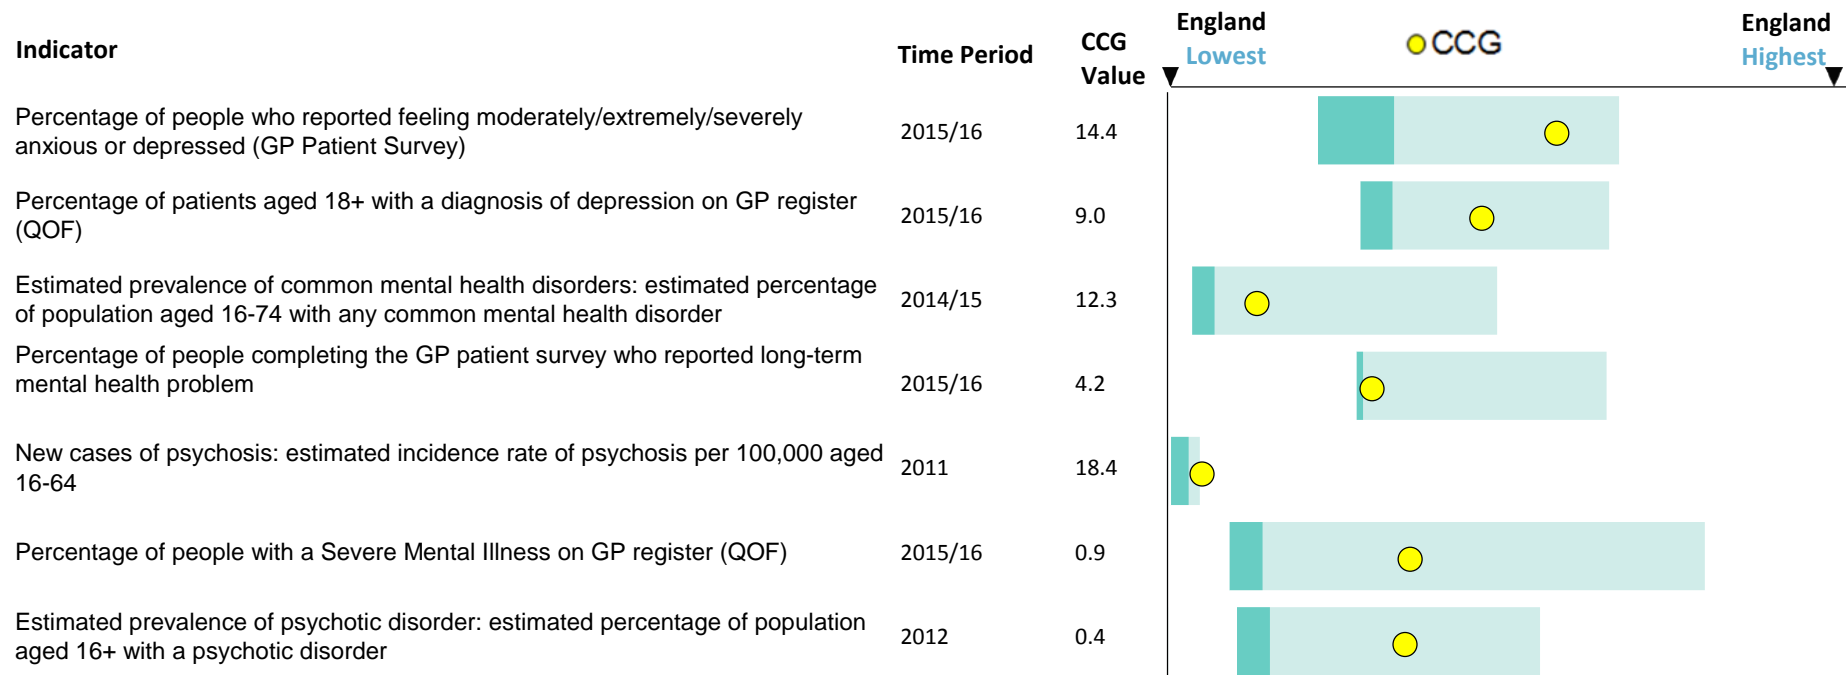 Indicator
Time Period
CCG
Value
England
Lowest
CCG
England
Highest
Percentage of people who reported feeling moderately/extremely/severely
anxious or depressed (GP Patient Survey)
2015/16
14.4
Percentage of patients aged 18+ with a diagnosis of depression on GP register
(QOF)
2015/16
9.0
Estimated prevalence of common mental health disorders: estimated percentage
of population aged 16-74 with any common mental health disorder
2014/15
12.3
Percentage of people completing the GP patient survey who reported long-term
mental health problem
2015/16
4.2
New cases of psychosis: estimated incidence rate of psychosis per 100,000 aged
16-64
2011
18.4
Percentage of people with a Severe Mental Illness on GP register (QOF)
2015/16
0.9
Estimated prevalence of psychotic disorder: estimated percentage of population
aged 16+ with a psychotic disorder
2012
0.4